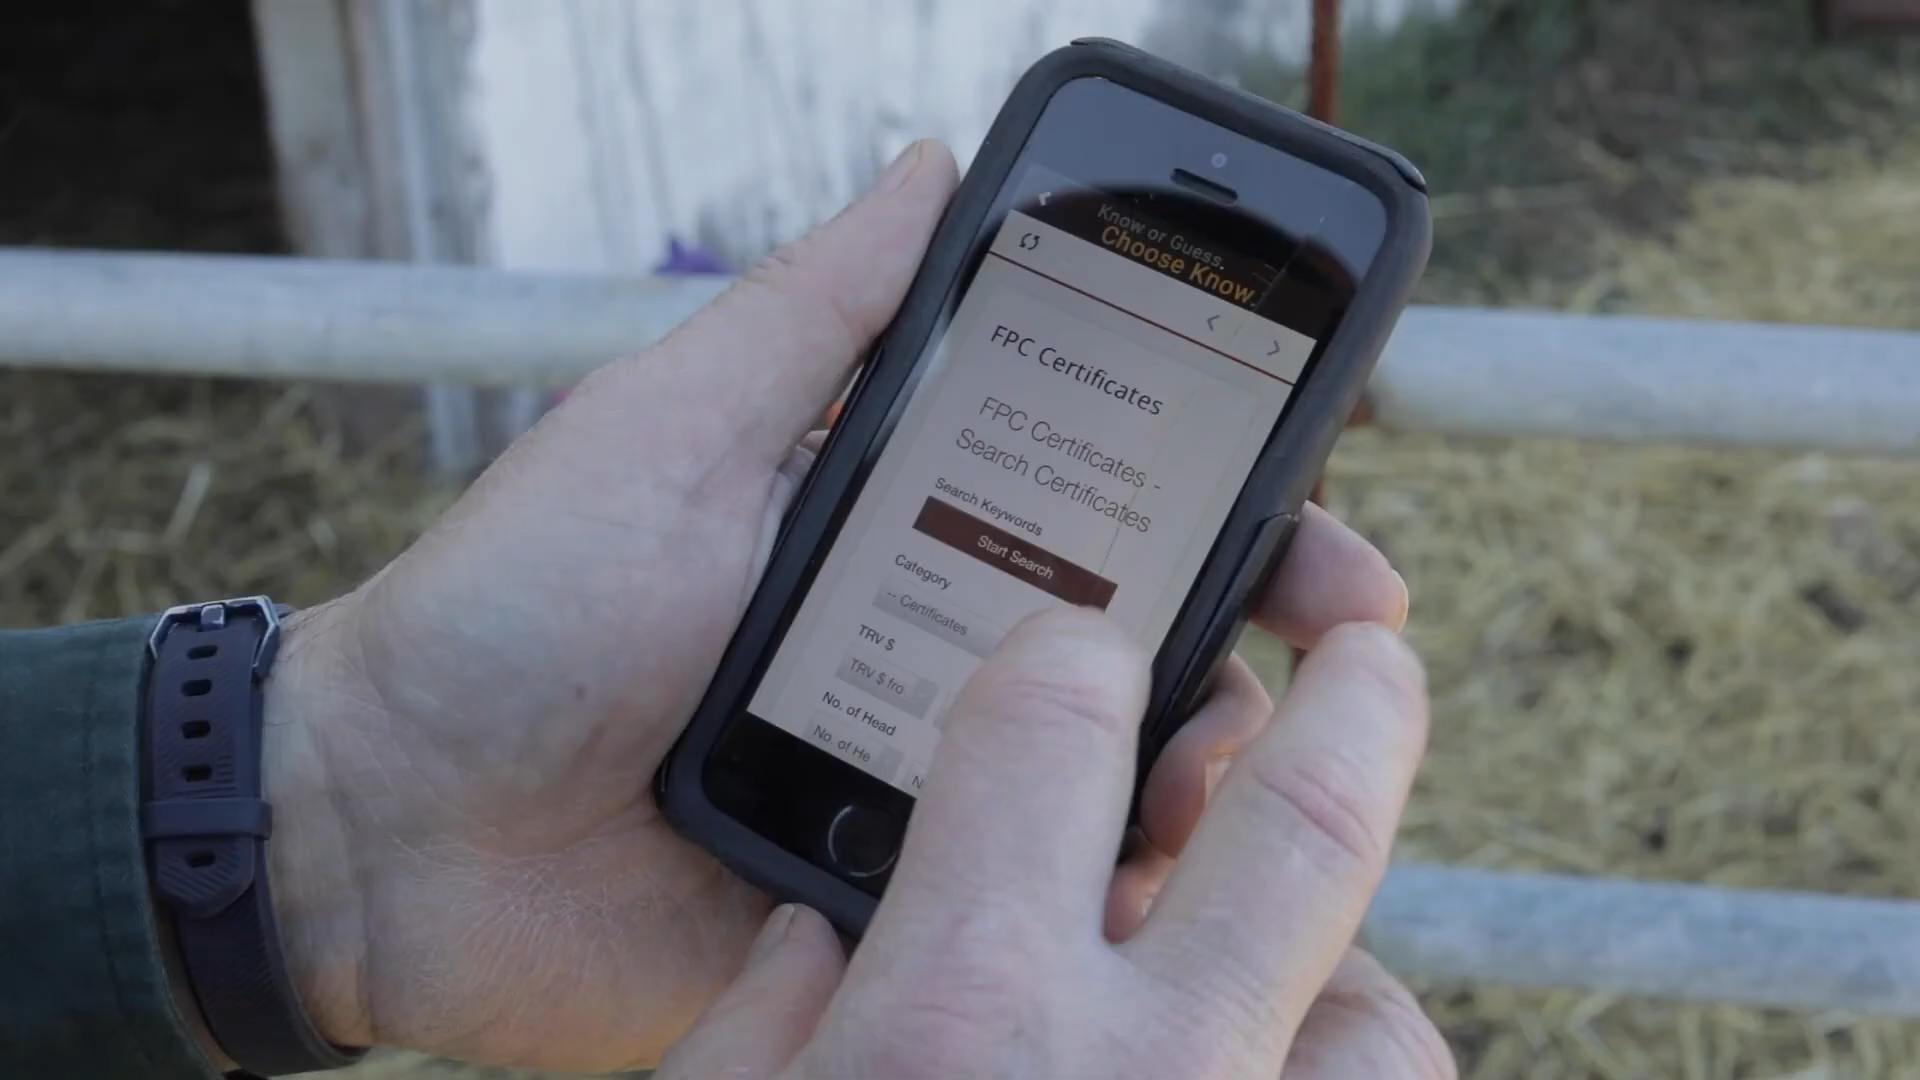 Know or Guess.
Choose Know.
FPC Certificates
FPC Certificates -
Search Certificates
Search Keywords
Start Search
Category
-- Certificates
TRV $
TRV $ fro
No. of Head
No. of He
N